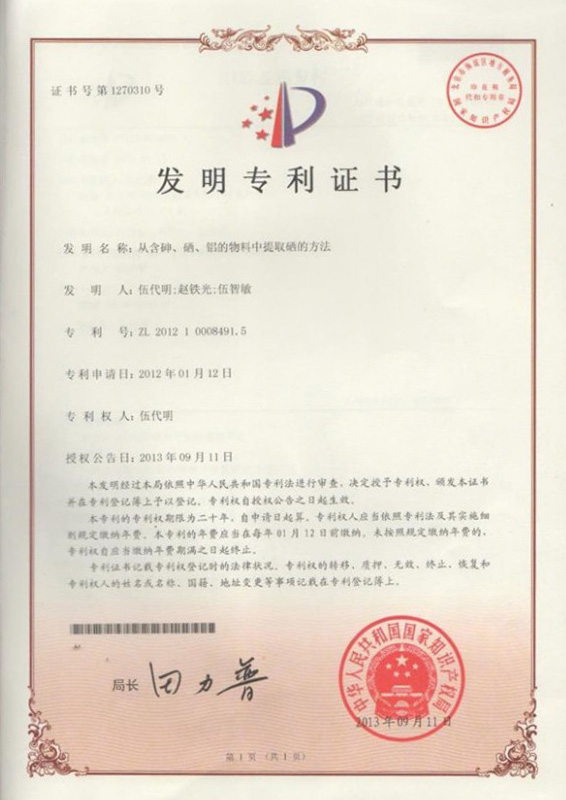 证书号第1270310号
发明专利证书
发明名称：从含砷、硒、铝的物料中提取硒的方法
发明人：伍代明;赵铁光;伍智敏
专利号：ZL 2012 1 0008491.5
专利申请日：2012年01月12日
专利权人：伍代明
授权公告日：2013年09月11日
本发明经过本局依照中华人民共和国专利法进行审查，决定授予专利权，颁发本证书
并在专利登记簿上予以登记。专利权自授权公告之日起生效。
本专利的专利权期限为二十年，自申请日起算。专利权人应当依照专利法及其实施细
则规定缴纳年费。本专利的年费应当在每年01月12日前缴纳。未按照规定缴纳年费的，
专利权自应当缴纳年费期满之日起终止。
专利证书记载专利权登记时的法律状况。专利权的转移、质押、无效、终止、恢复和
专利权人的姓名或名称、国籍、地址变更等事项记载在专利登记簿上。
局长 田力普
中华人民共和国国家知识产权局
2013年09月11日
第1页（共1页）